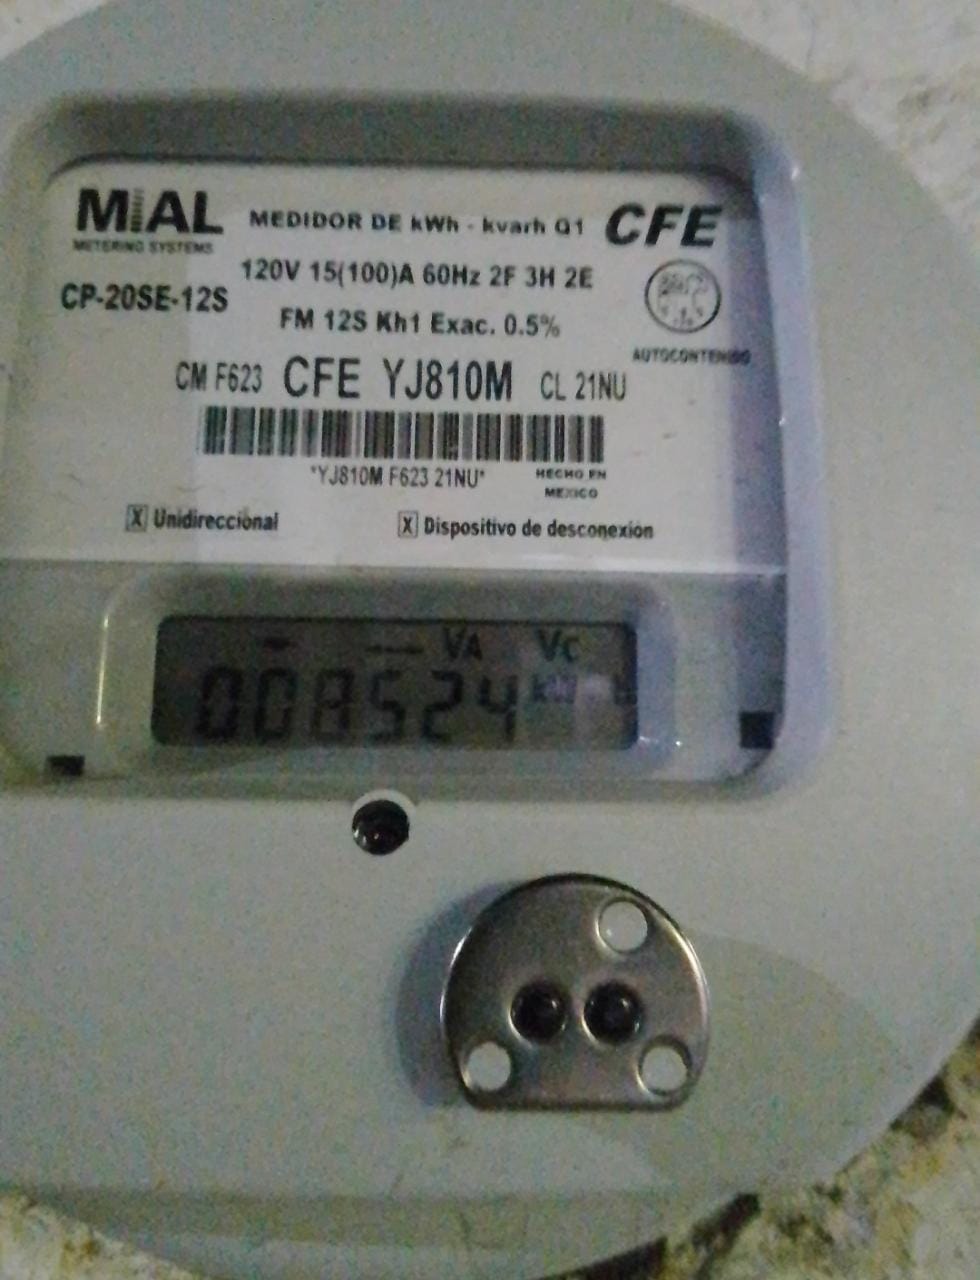 MIAL
METERING SYSTEMS
MEDIDOR DE kWh - kvarh Q1
CFE
120V 15(100)A 60Hz 2F 3H 2E
CP-20SE-12S
FM 12S Kh1 Exac. 0.5%
AUTOCONTENIDO
CM F623 CFE YJ810M CL 21NU
*YJ810M F623 21NU*
HECHO EN
MEXICO
X Unidireccional
X Dispositivo de desconexión
VA VC
008524